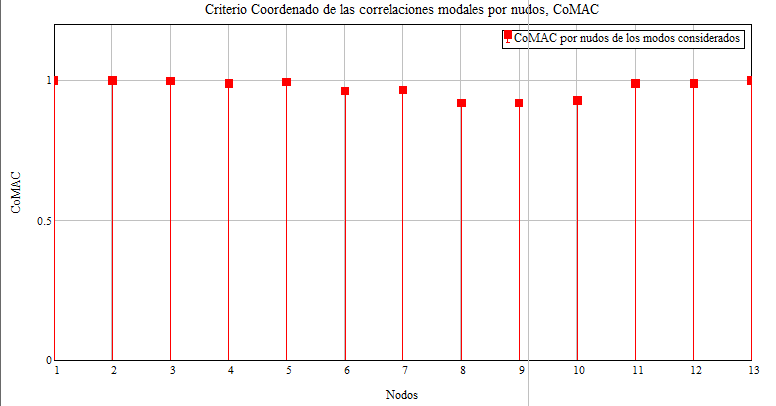 Criterio Coordenado de las correlaciones modales por nudos, CoMAC
CoMAC por nudos de los modos considerados
1
0.5
0
CoMAC
1 2 3 4 5 6 7 8 9 10 11 12 13
Nodos